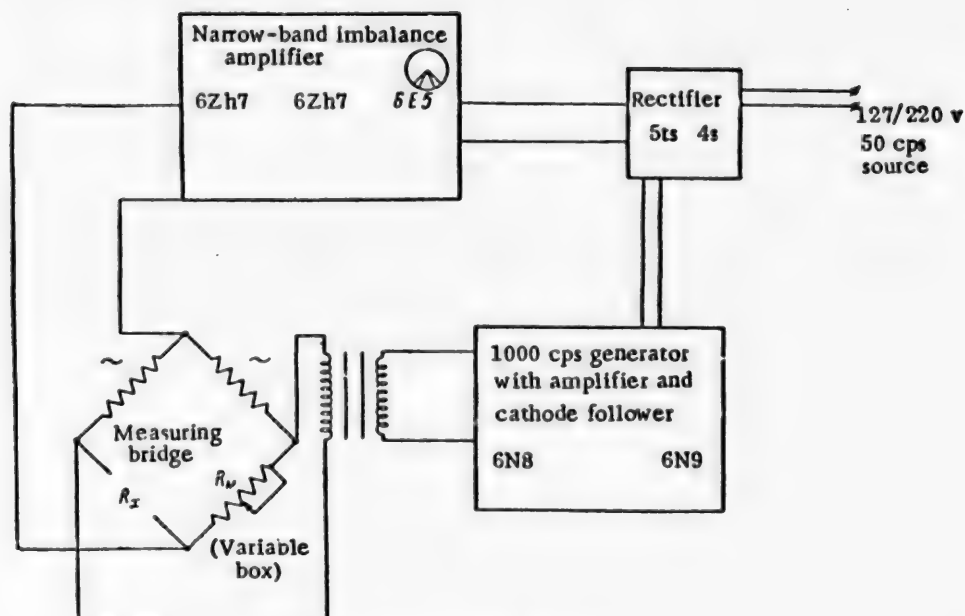 Narrow-band imbalance
amplifier
6Zh7 6Zh7 6E5
Rectifier
5ts 4s
127/220 v
50 cps
source
1000 cps generator
with amplifier and
cathode follower
6N8 6N9
~ ~
Measuring
bridge
R_x R_N
(Variable
box)